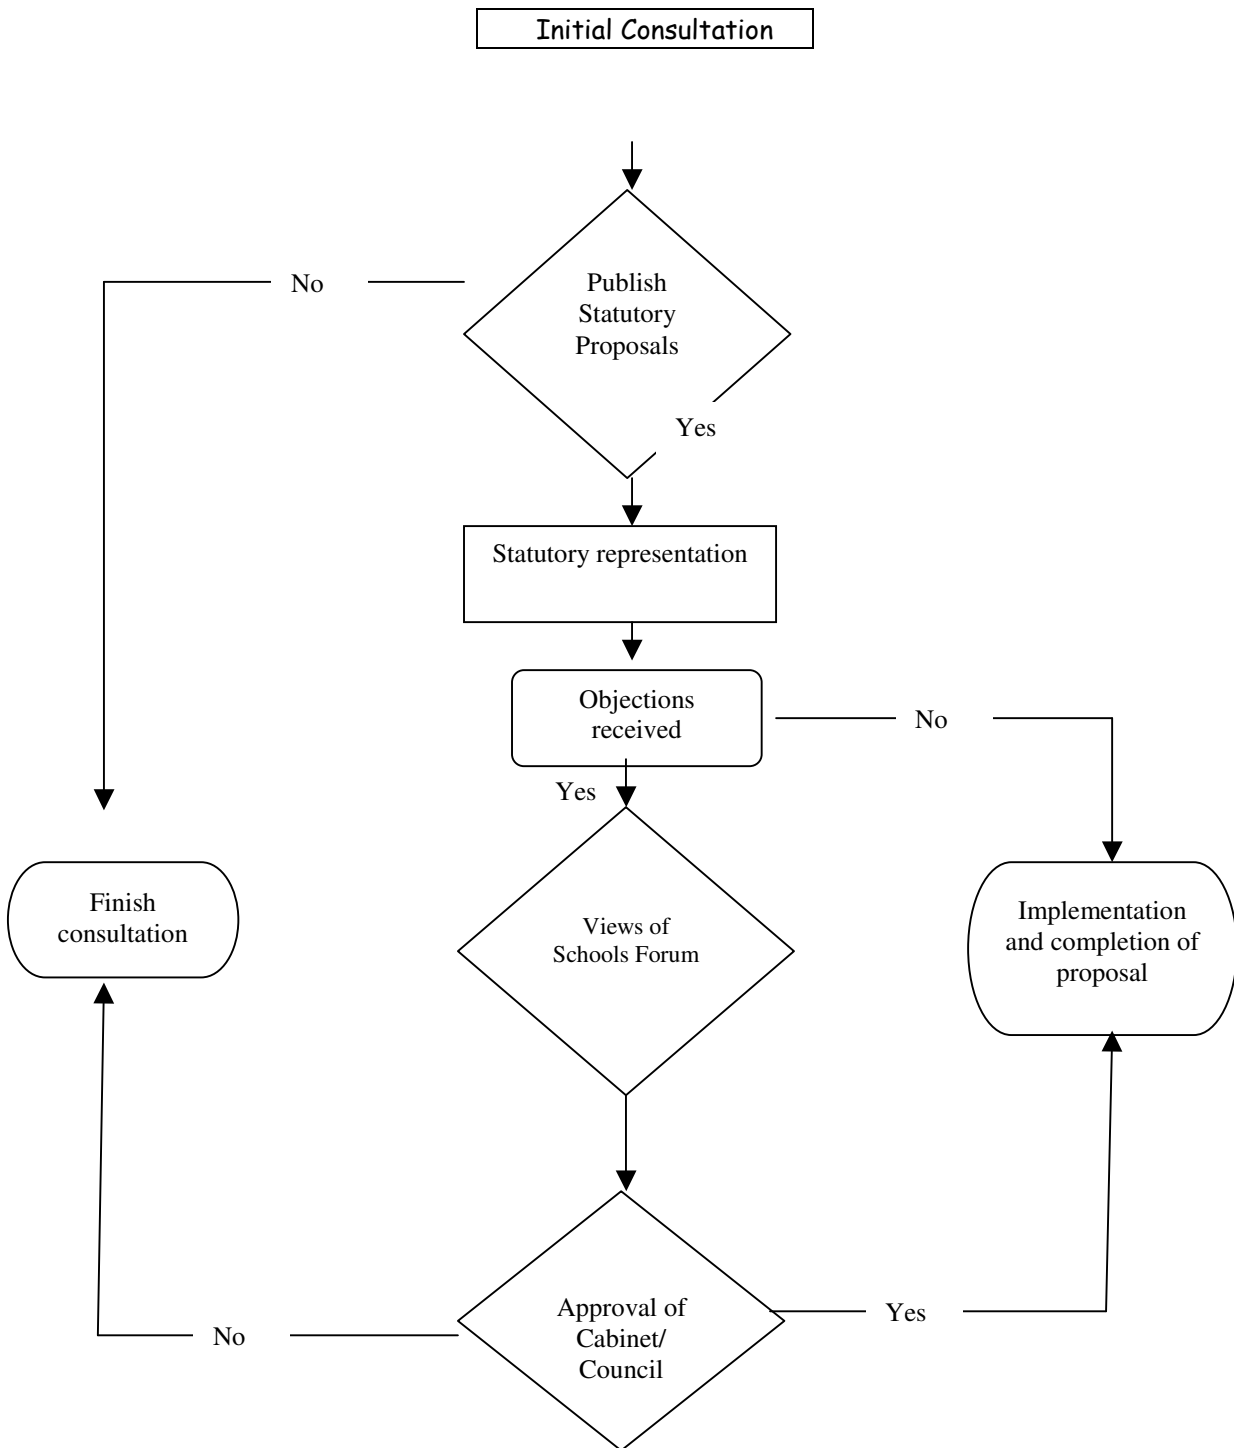 Initial Consultation
No
Publish
Statutory
Proposals
Yes
Statutory representation
Objections
received
No
Yes
Finish
consultation
Views of
Schools Forum
Implementation
and completion of
proposal
Approval of
Cabinet/
Council
Yes
No